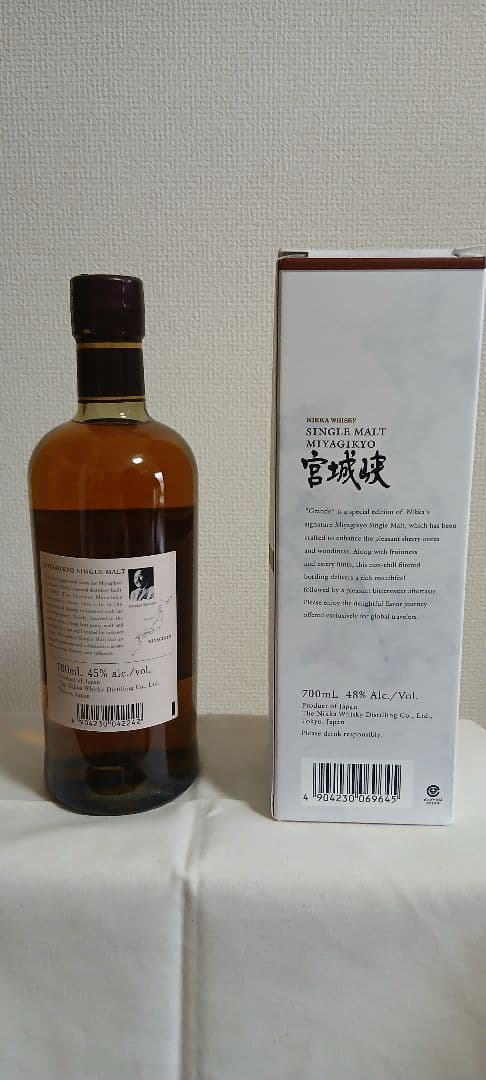 MIYAGIKYO SINGLE MALT
MIYAGIKYO
700mL 45% alc./vol.
Product of Japan
The Nikka Whisky Distilling Co., Ltd.,
Tokyo, Japan
4904230042242
NIKKA WHISKY
SINGLE MALT
MIYAGIKYO
宮城峡
"Grande" is a special edition of Nikka's
signature Miyagikyo Single Malt, which has been
crafted to enhance the pleasant sherry notes
and woodiness. Along with fruitiness
and estery hints, this non-chill filtered
bottling delivers a rich mouthfeel
followed by a pleasant bittersweet aftertaste.
Please enjoy the delightful flavor journey
offered exclusively for global travelers.
700mL 48% Alc./Vol.
Product of Japan
The Nikka Whisky Distilling Co., Ltd.,
Tokyo, Japan
Please drink responsibly.
4 904230 069645